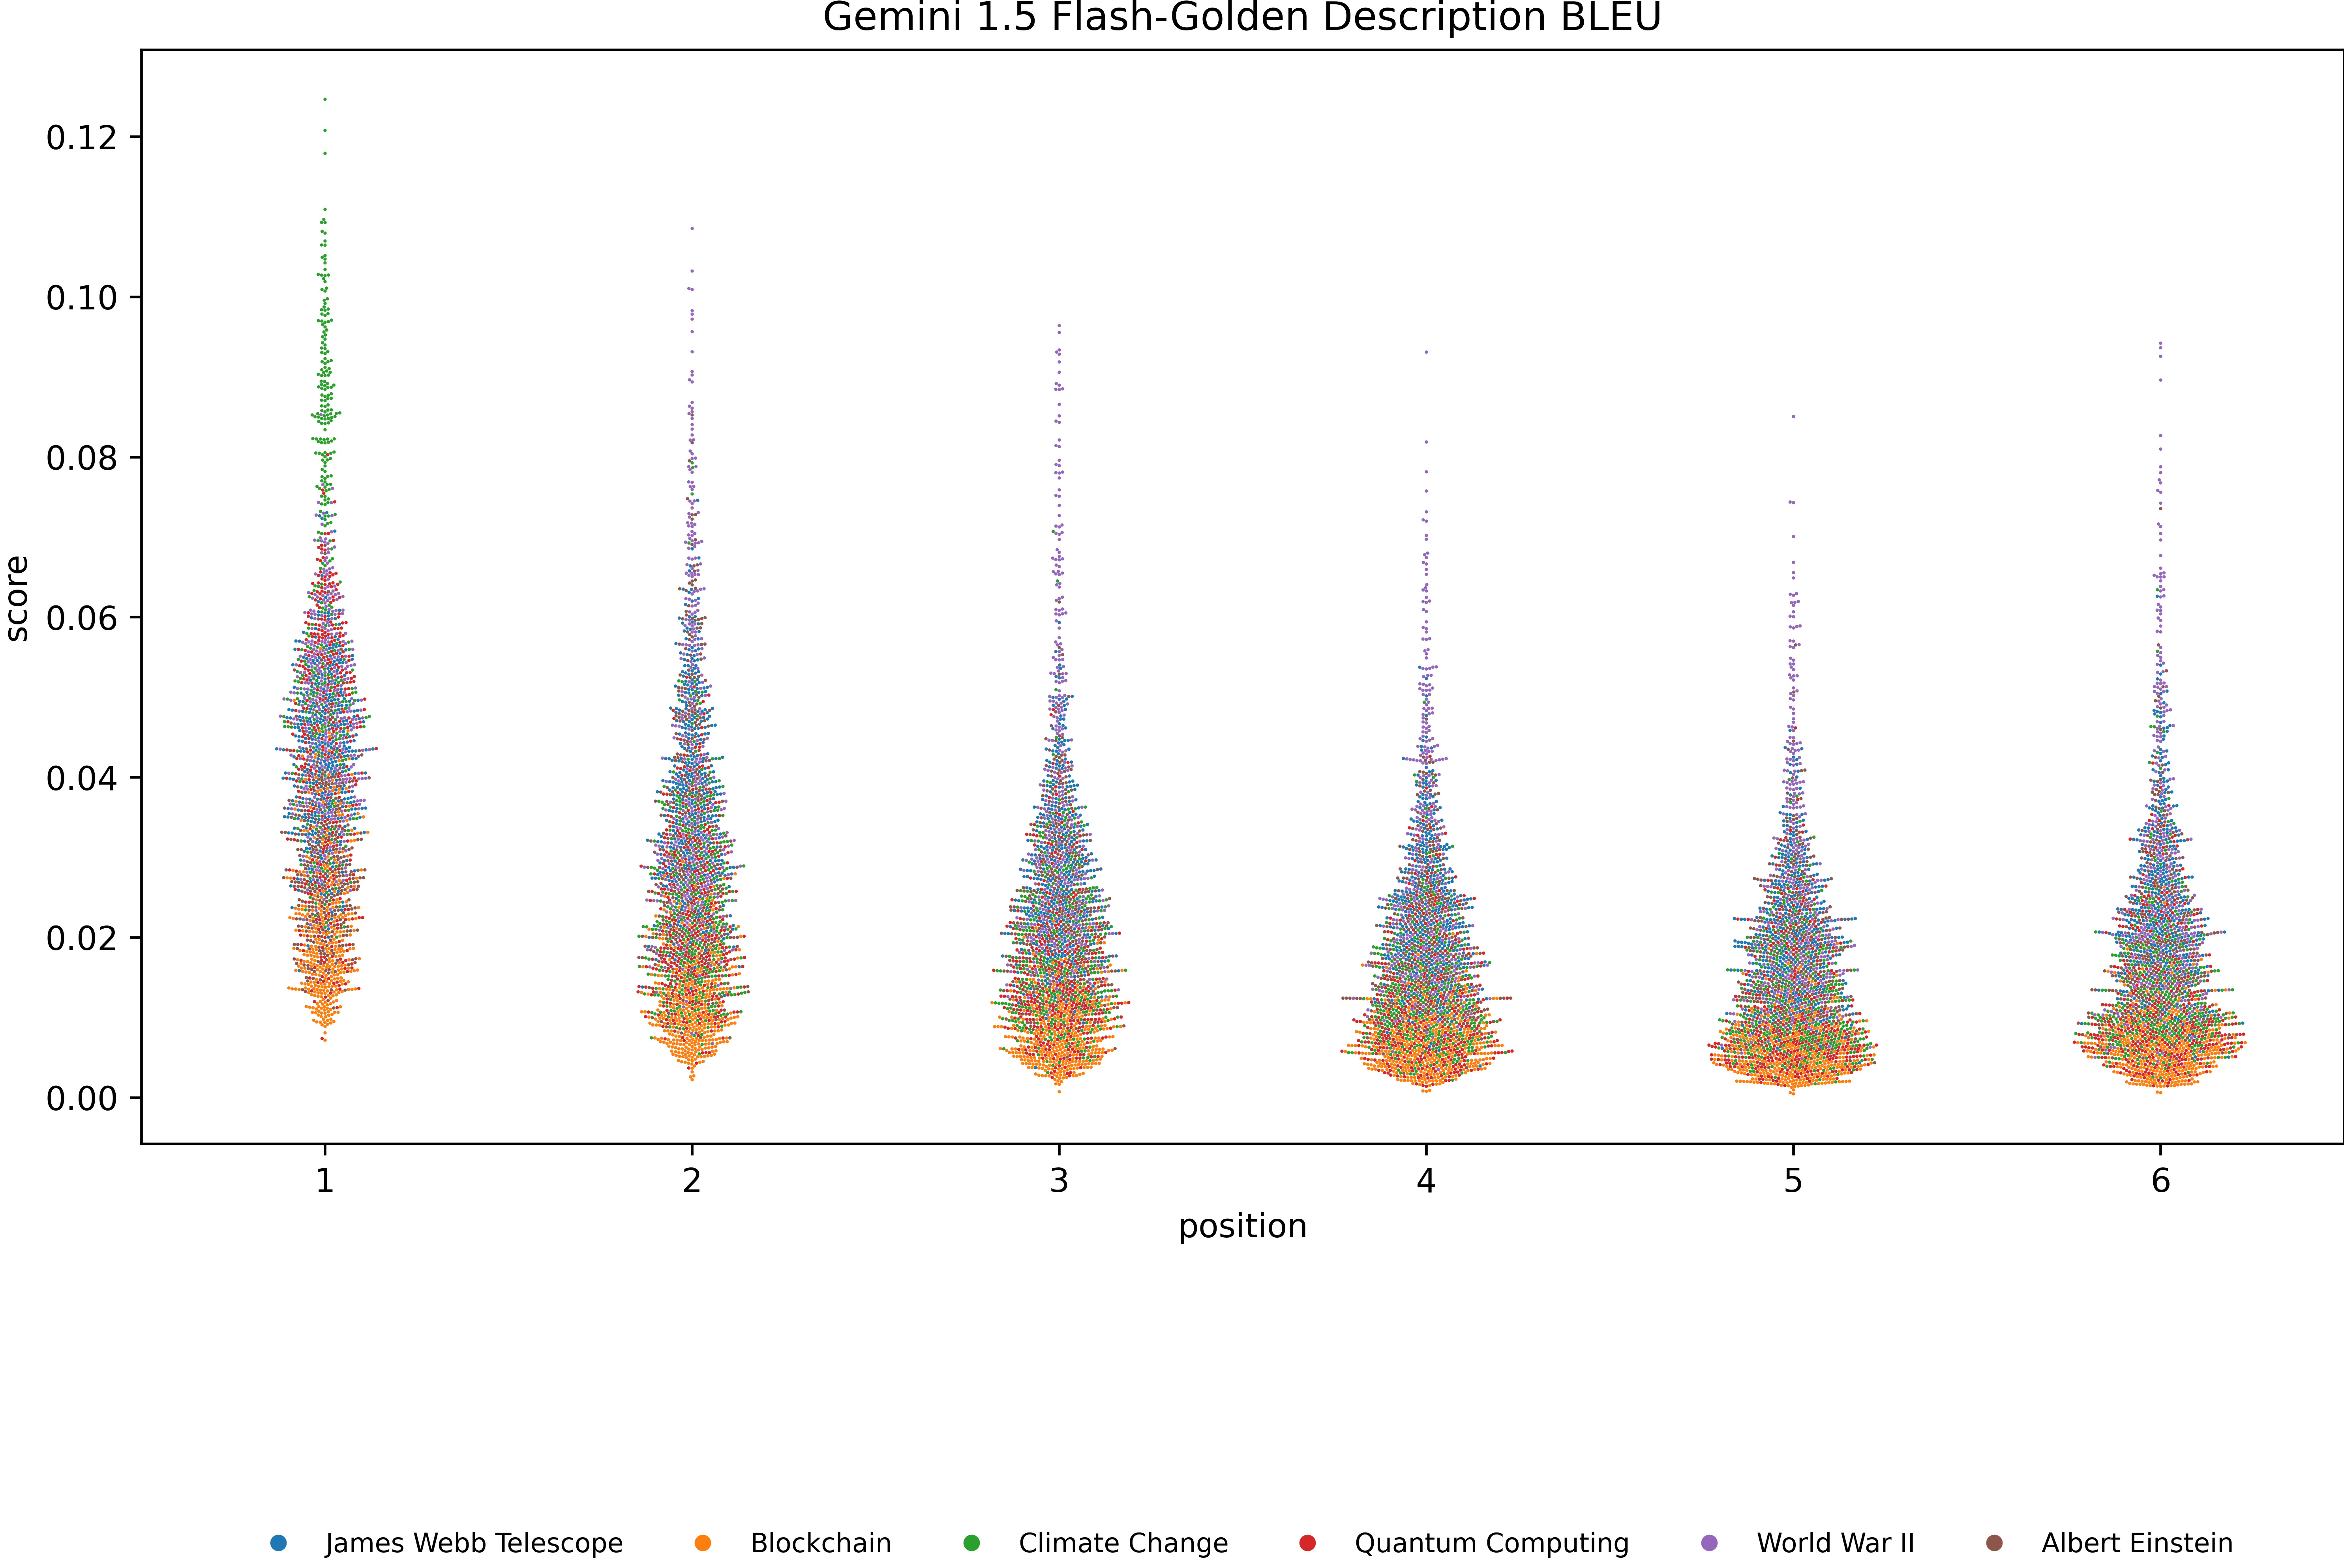 Gemini 1.5 Flash-Golden Description BLEU
0.12
0.10
0.08
0.06
0.04
0.02
0.00
score
1 2 3 4 5 6
position
James Webb Telescope Blockchain Climate Change Quantum Computing World War II Albert Einstein